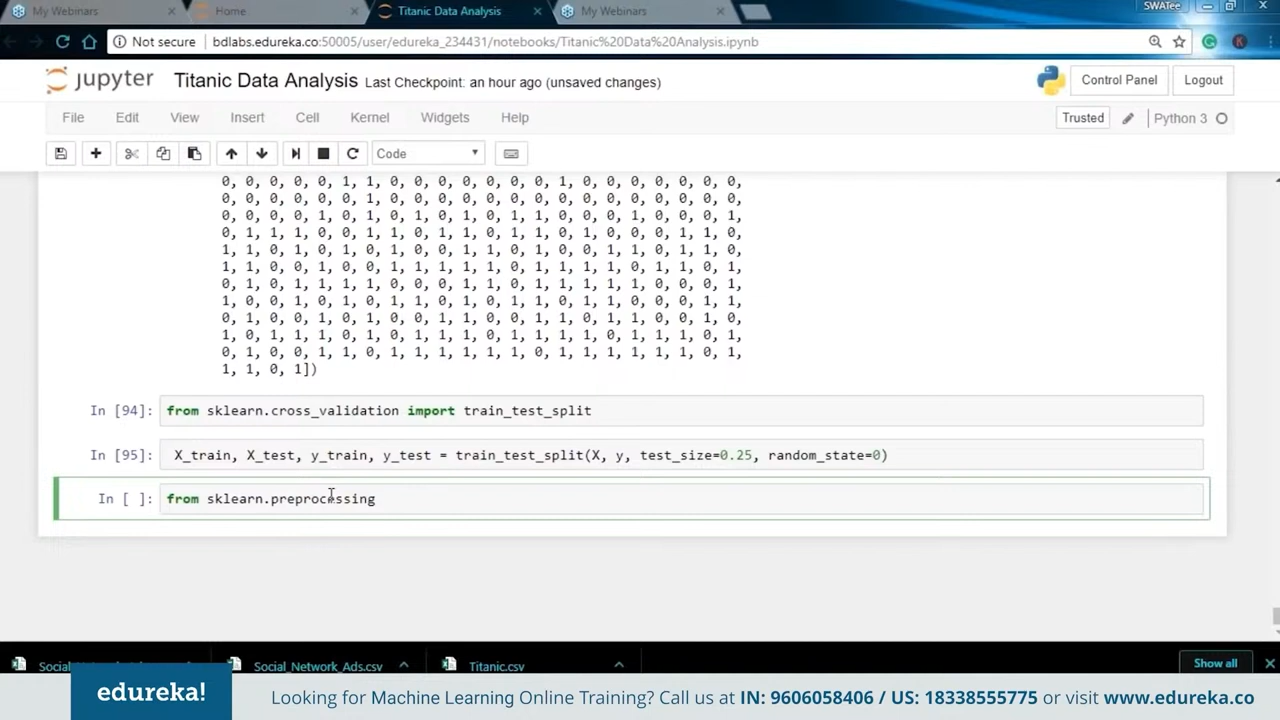 My Webinars
Home
Titanic Data Analysis
My Webinars
SWATee
Not secure
bdlabs.edureka.co:50005/user/edureka_234431/notebooks/Titanic%20Data%20Analysis.ipynb
jupyter
Titanic Data Analysis
Last Checkpoint: an hour ago (unsaved changes)
Control Panel
Logout
File Edit View Insert Cell Kernel Widgets Help
Trusted
Python 3
Code
0, 0, 0, 0, 0, 1, 1, 0, 0, 0, 0, 0, 0, 0, 1, 0, 0, 0, 0, 0, 0, 0,
0, 0, 0, 0, 0, 0, 1, 0, 0, 0, 0, 0, 0, 0, 0, 0, 0, 0, 0, 0, 0, 0,
0, 0, 0, 0, 1, 0, 1, 0, 1, 0, 1, 0, 1, 1, 0, 0, 0, 1, 0, 0, 0, 1,
0, 1, 1, 1, 0, 0, 1, 1, 0, 1, 1, 0, 1, 0, 1, 0, 0, 0, 1, 1, 0,
1, 1, 0, 1, 0, 1, 0, 1, 0, 0, 1, 0, 0, 1, 0, 0, 1, 1, 0, 1, 1, 0,
1, 1, 0, 0, 1, 0, 0, 1, 1, 1, 1, 1, 0, 1, 1, 1, 1, 0, 1, 1, 0, 1,
0, 1, 0, 1, 1, 1, 1, 0, 0, 0, 1, 1, 0, 1, 0, 1, 1, 0, 0, 0, 1, 1,
1, 0, 0, 1, 0, 1, 0, 1, 1, 0, 0, 1, 0, 1, 1, 0, 1, 1, 0, 0, 0, 1, 1,
0, 1, 0, 0, 1, 0, 1, 0, 0, 1, 1, 0, 0, 1, 1, 0, 1, 1, 0, 0, 1, 0,
1, 0, 1, 1, 1, 0, 1, 0, 1, 1, 1, 0, 1, 1, 1, 1, 0, 1, 1, 1, 0, 1,
0, 1, 0, 0, 1, 1, 0, 1, 1, 1, 1, 1, 1, 0, 1, 1, 1, 1, 1, 1, 0, 1,
1, 1, 0, 1])
In [94]: from sklearn.cross_validation import train_test_split
In [95]: X_train, X_test, y_train, y_test = train_test_split(X, y, test_size=0.25, random_state=0)
In [ ]: from sklearn.preprocessing
Social_Network_Ads.csv
Titanic.csv
Show all
edureka!
Looking for Machine Learning Online Training? Call us at IN: 9606058406 / US: 18338555775 or visit www.edureka.co